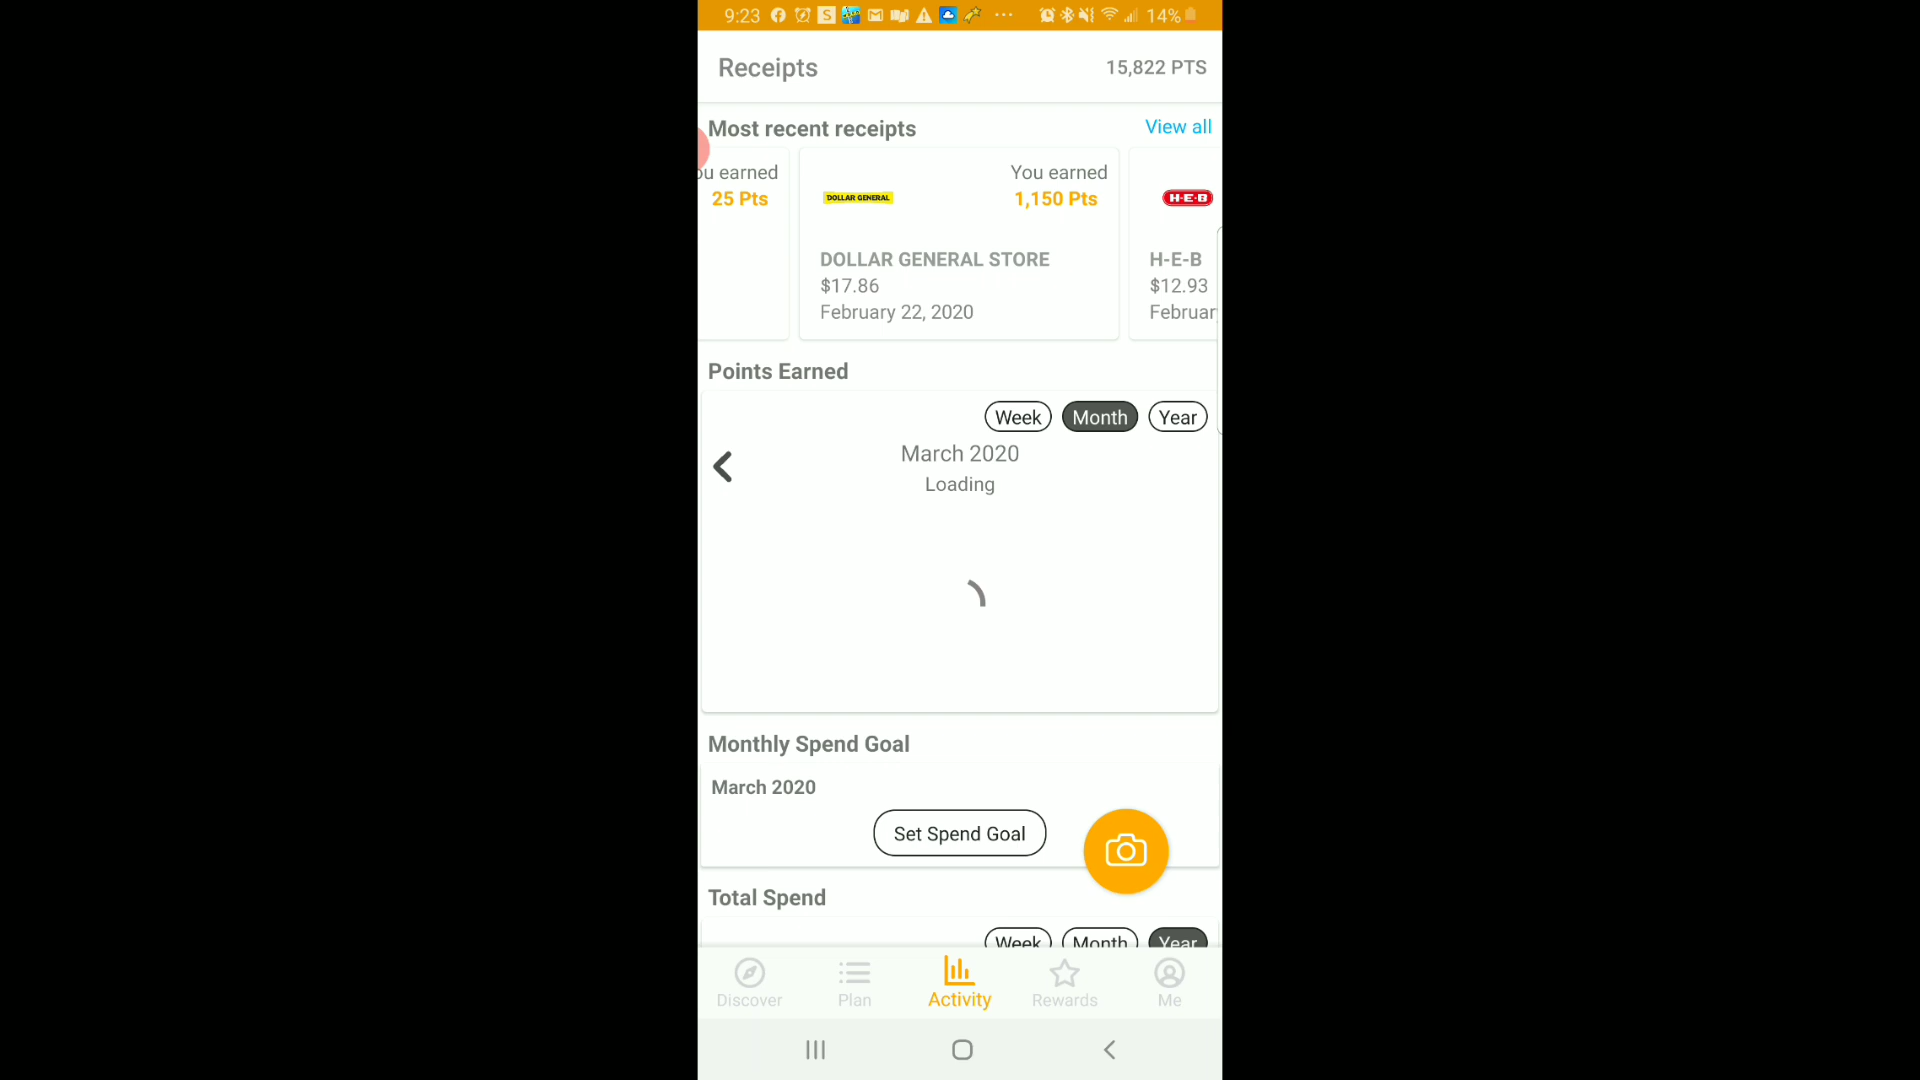 9:23 14%
Receipts 15,822 PTS
Most recent receipts View all
ou earned
25 Pts
DOLLAR GENERAL
You earned
1,150 Pts
DOLLAR GENERAL STORE
$17.86
February 22, 2020
H-E-B
H-E-B
$12.93
Februar
Points Earned
Week Month Year
March 2020
Loading
Monthly Spend Goal
March 2020
Set Spend Goal
Total Spend
Week Month Year
Discover Plan Activity Rewards Me